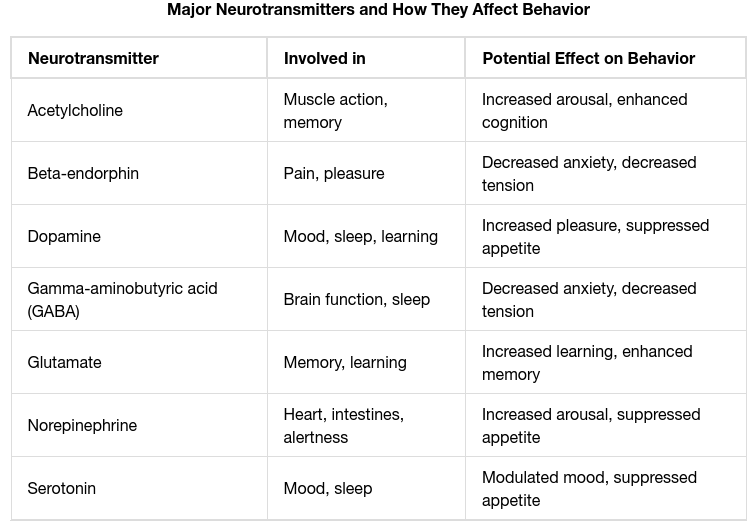 Major Neurotransmitters and How They Affect Behavior
Neurotransmitter Involved in Potential Effect on Behavior
Acetylcholine
Muscle action,
memory
Increased arousal, enhanced
cognition
Beta-endorphin
Pain, pleasure
Decreased anxiety, decreased
tension
Dopamine
Mood, sleep, learning
Increased pleasure, suppressed
appetite
Gamma-aminobutyric acid
(GABA)
Brain function, sleep
Decreased anxiety, decreased
tension
Glutamate
Memory, learning
Increased learning, enhanced
memory
Norepinephrine
Heart, intestines,
alertness
Increased arousal, suppressed
appetite
Serotonin
Mood, sleep
Modulated mood, suppressed
appetite